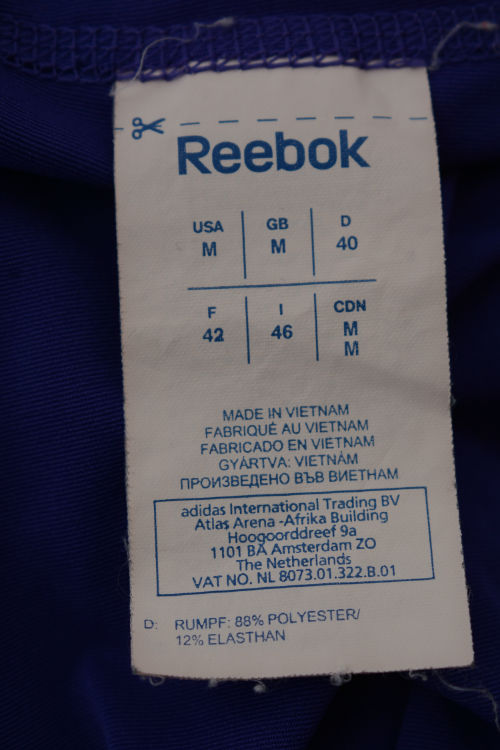 Reebok
USA GB D
M M 40
F I CDN
42 46 M
M
MADE IN VIETNAM
FABRIQUÉ AU VIETNAM
FABRICADO EN VIETNAM
GYÁRTVA: VIETNÁM
ПРОИЗВЕДЕНО ВЪВ ВИЕТНАМ
adidas International Trading BV
Atlas Arena -Afrika Building
Hoogoorddreef 9a
1101 BA Amsterdam ZO
The Netherlands
VAT NO. NL 8073.01.322.B.01
D: RUMPF: 88% POLYESTER/
12% ELASTHAN